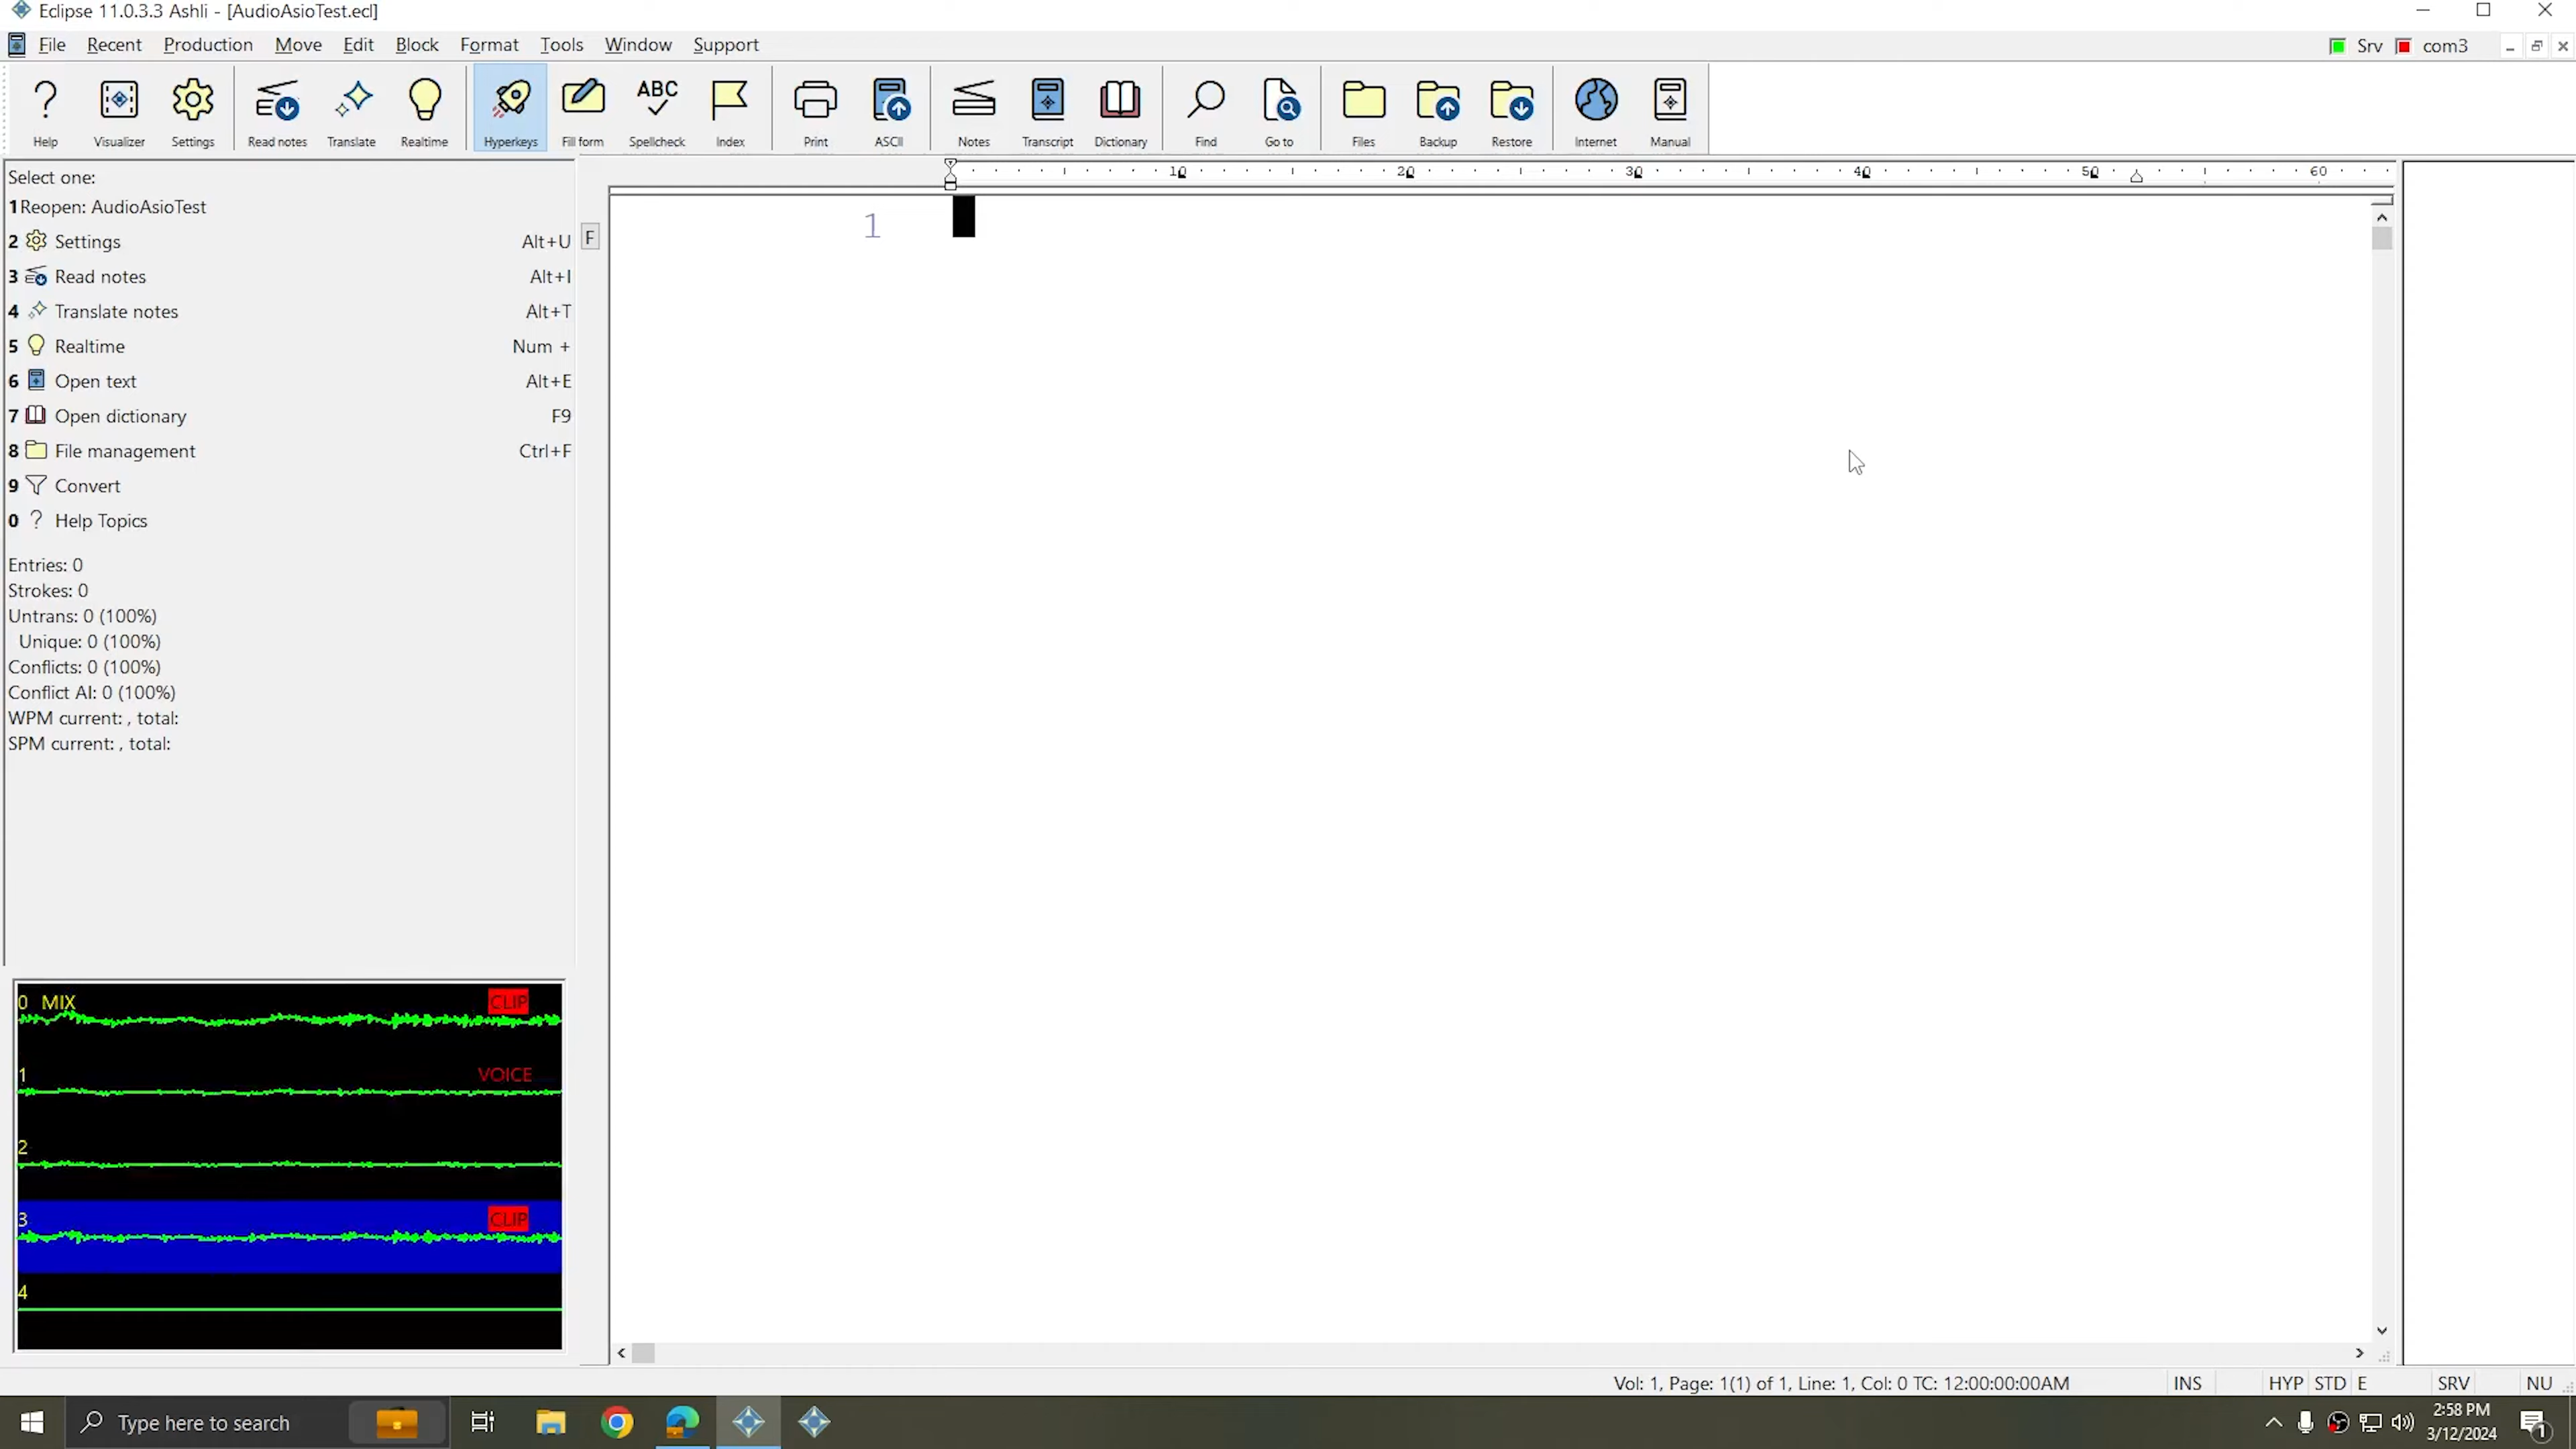 Eclipse 11.0.3.3 Ashli - [AudioAsioTest.ecl]
File Recent Production Move Edit Block Format Tools Window Support Srv com3
Help Visualizer Settings Read notes Translate Realtime Hyperkeys Fill form Spellcheck Index Print ASCII Notes Transcript Dictionary Find Go to Files Backup Restore Internet Manual
ABC
Select one:
1 Reopen: AudioAsioTest
2 Settings Alt+U
3 Read notes Alt+I
4 Translate notes Alt+T
5 Realtime Num +
6 Open text Alt+E
7 Open dictionary F9
8 File management Ctrl+F
9 Convert
0 ? Help Topics
Entries: 0
Strokes: 0
Untrans: 0 (100%)
Unique: 0 (100%)
Conflicts: 0 (100%)
Conflict AI: 0 (100%)
WPM current: , total:
SPM current: , total:
F
10 20 30 40 50 60
1
0 MIX CLIP
1 VOICE
2
3 CLIP
4
Vol: 1, Page: 1(1) of 1, Line: 1, Col: 0 TC: 12:00:00:00AM INS HYP STD E SRV NU
Type here to search
2:58 PM
3/12/2024
1